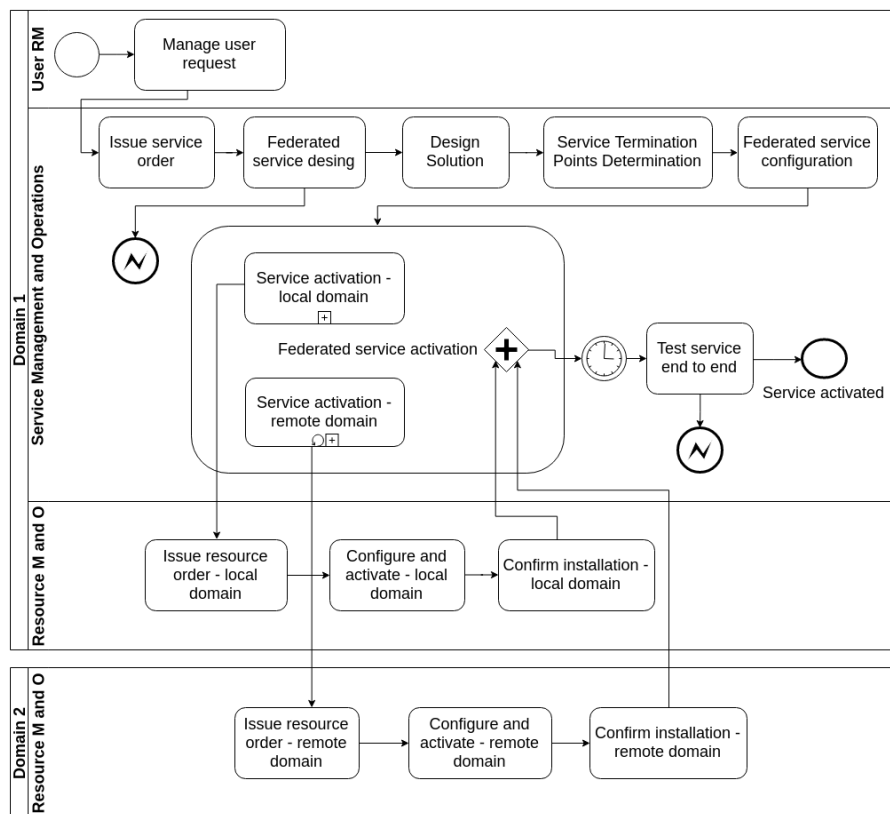 Domain 1
User RM
Manage user
request
Service Management and Operations
Issue service
order
Federated
service desing
Design
Solution
Service Termination
Points Determination
Federated service
configuration
Service activation -
local domain
Federated service activation
Service activation -
remote domain
Test service
end to end
Service activated
Resource M and O
Issue resource
order - local
domain
Configure and
activate - local
domain
Confirm installation -
local domain
Domain 2
Resource M and O
Issue resource
order - remote
domain
Configure and
activate - remote
domain
Confirm installation -
remote domain